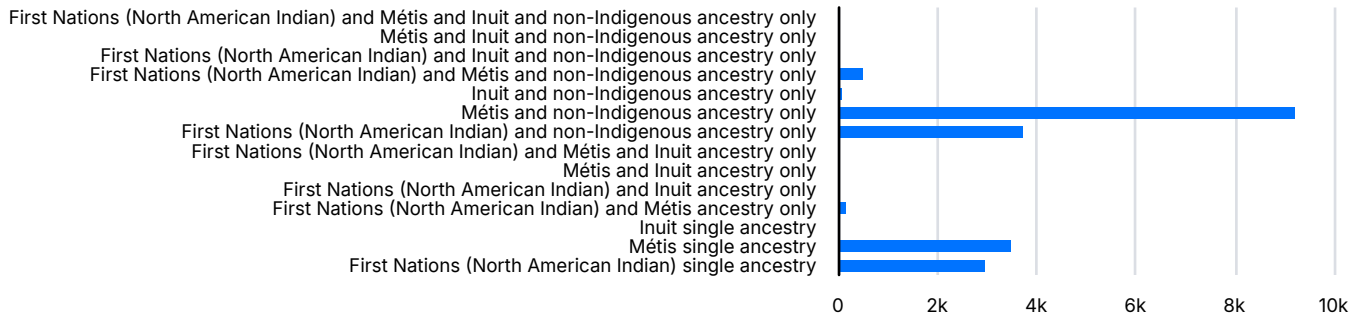 First Nations (North American Indian) and Métis and Inuit and non-Indigenous ancestry only
Métis and Inuit and non-Indigenous ancestry only
First Nations (North American Indian) and Inuit and non-Indigenous ancestry only
First Nations (North American Indian) and Métis and non-Indigenous ancestry only
Inuit and non-Indigenous ancestry only
Métis and non-Indigenous ancestry only
First Nations (North American Indian) and non-Indigenous ancestry only
First Nations (North American Indian) and Métis and Inuit ancestry only
Métis and Inuit ancestry only
First Nations (North American Indian) and Inuit ancestry only
First Nations (North American Indian) and Métis ancestry only
Inuit single ancestry
Métis single ancestry
First Nations (North American Indian) single ancestry
0 2k 4k 6k 8k 10k